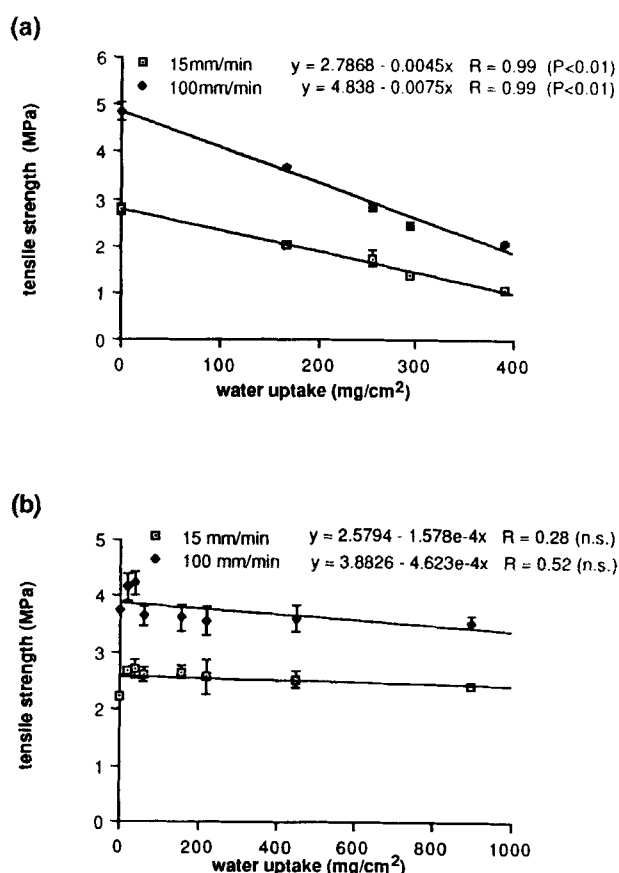 (a)
15mm/min y = 2.7868 - 0.0045x R = 0.99 (P<0.01)
100mm/min y = 4.838 - 0.0075x R = 0.99 (P<0.01)
tensile strength (MPa)
6
5
4
3
2
1
0
0 100 200 300 400
water uptake (mg/cm²)
(b)
15 mm/min y = 2.5794 - 1.578e-4x R = 0.28 (n.s.)
100 mm/min y = 3.8826 - 4.623e-4x R = 0.52 (n.s.)
tensile strength (MPa)
5
4
3
2
1
0
0 200 400 600 800 1000
water uptake (mg/cm²)